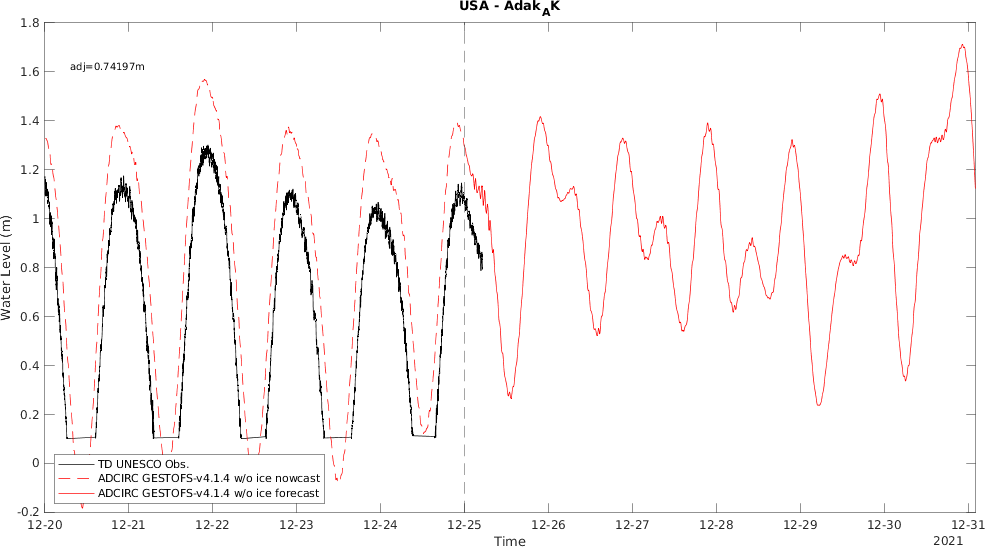 USA - Adak_AK
adj=0.74197m
1.8
1.6
1.4
1.2
1
0.8
0.6
0.4
0.2
0
-0.2
Water Level (m)
TD UNESCO Obs.
ADCIRC GESTOFS-v4.1.4 w/o ice nowcast
ADCIRC GESTOFS-v4.1.4 w/o ice forecast
12-20 12-21 12-22 12-23 12-24 12-25 12-26 12-27 12-28 12-29 12-30 12-31
Time
2021